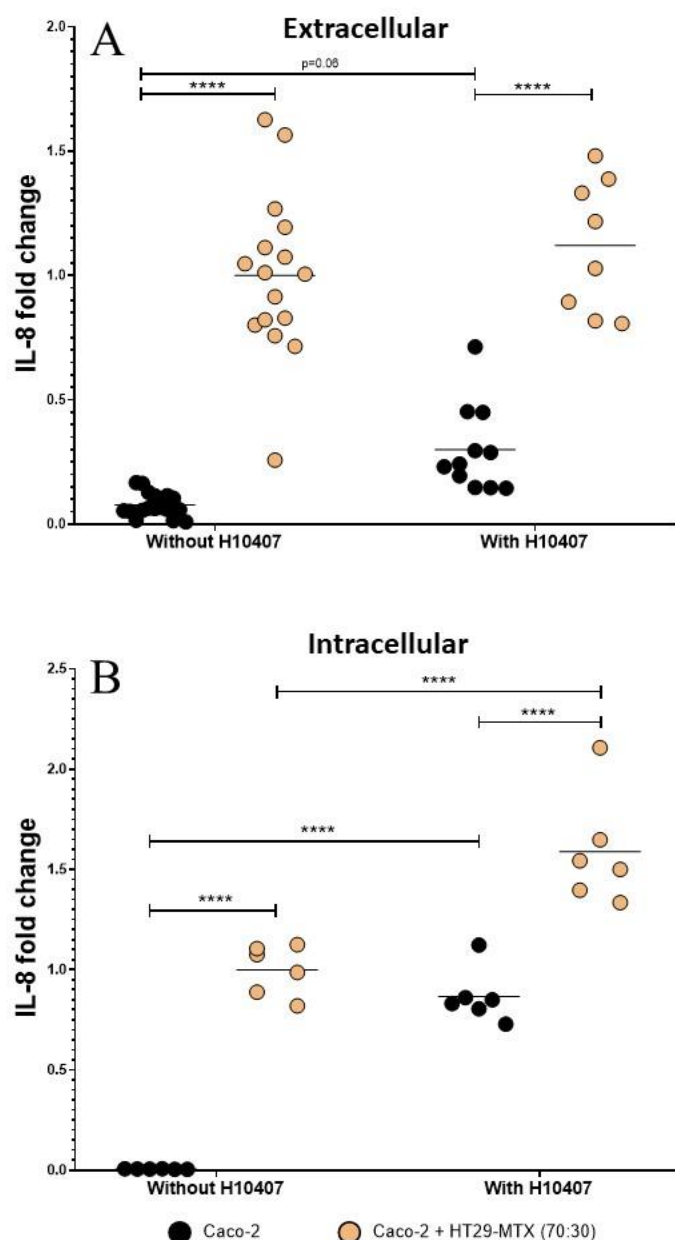 A
Extracellular
p=0.06
****
****
IL-8 fold change
2.0
1.5
1.0
0.5
0.0
Without H10407
With H10407
B
Intracellular
****
****
****
****
IL-8 fold change
2.5
2.0
1.5
1.0
0.5
0.0
Without H10407
With H10407
Caco-2
Caco-2 + HT29-MTX (70:30)